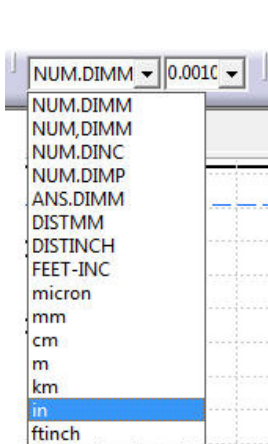 NUM.DIMM 0.0010
NUM.DIMM
NUM,DIMM
NUM.DINC
NUM.DIMP
ANS.DIMM
DISTMM
DISTINCH
FEET-INC
micron
mm
cm
m
km
in
ftinch